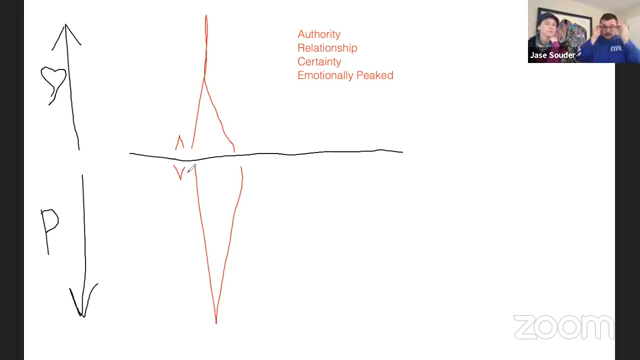 Authority
Relationship
Certainty
Emotionally Peaked
Jase Souder
P
zoom